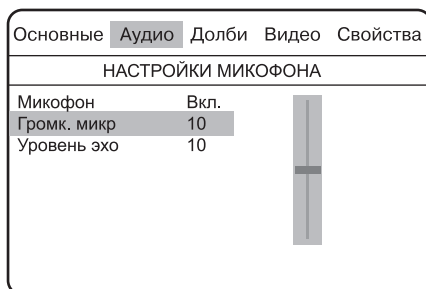 Основные Аудио Долби Видео Свойства
НАСТРОЙКИ МИКОФОНА
Микофон Вкл.
Громк. микр 10
Уровень эхо 10